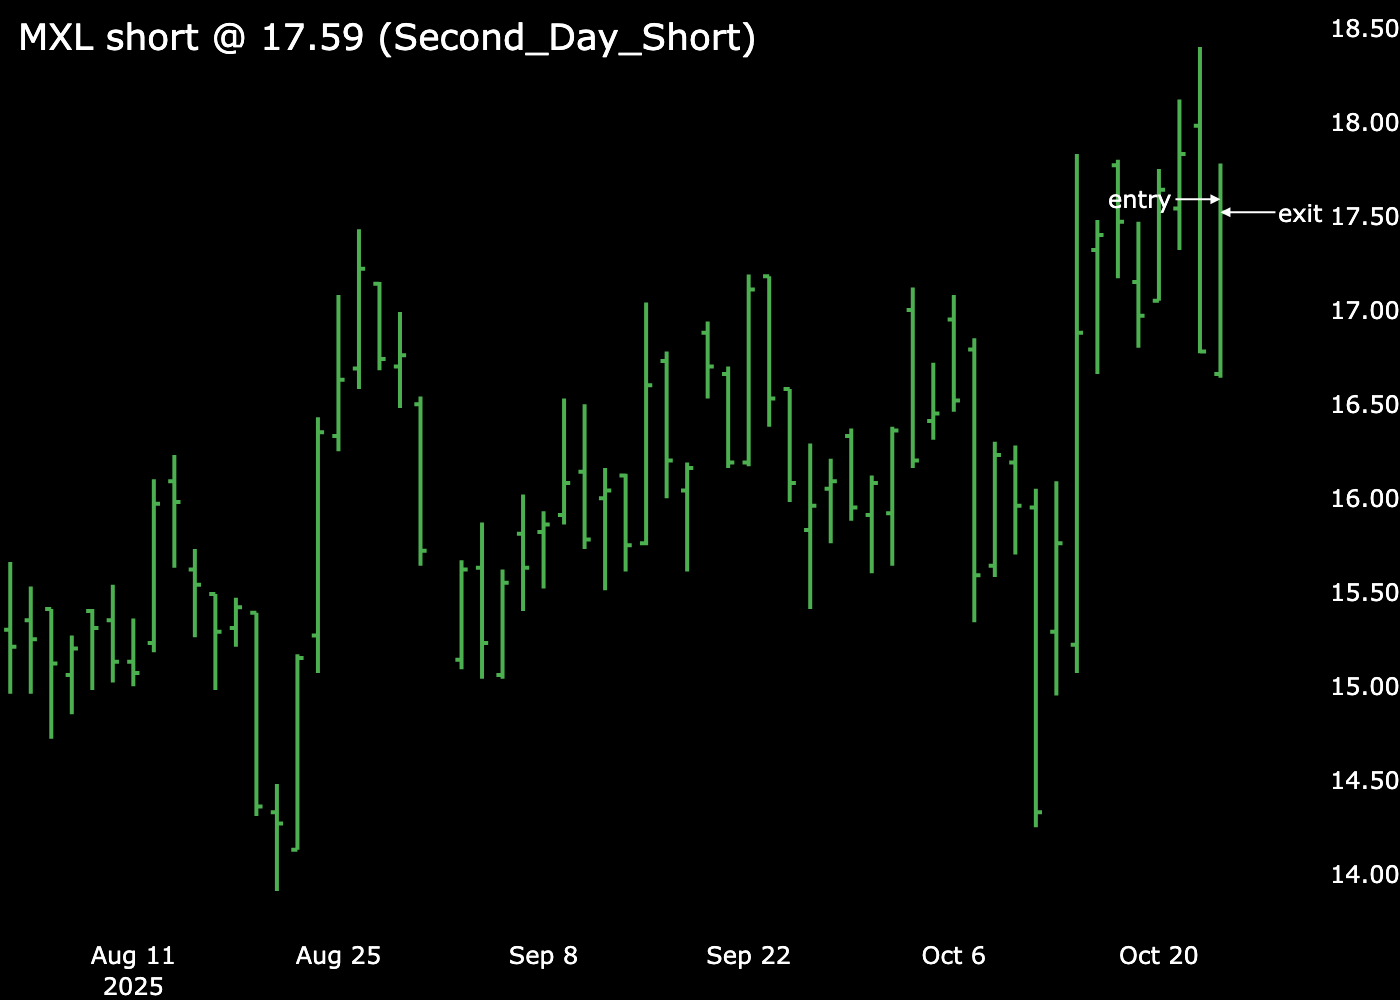 MXL short @ 17.59 (Second_Day_Short)
18.50
18.00
entry
exit
17.50
17.00
16.50
16.00
15.50
15.00
14.50
14.00
Aug 11
2025
Aug 25
Sep 8
Sep 22
Oct 6
Oct 20